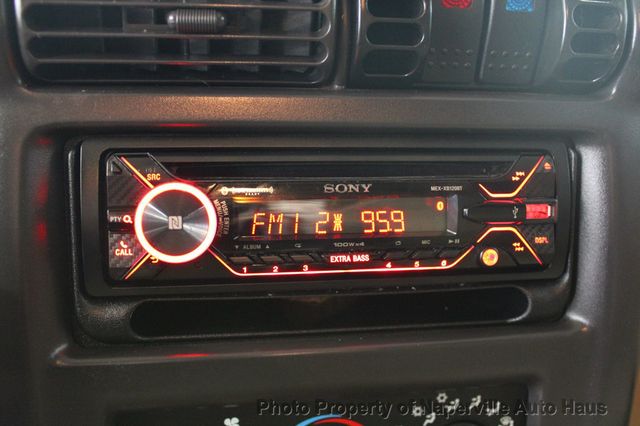 SRC
SONY
MEX-XB120BT
PTY
CALL
MENU
FM1 2 95.9
ALBUM
100W×4
MIC
DSPL
EXTRA BASS
1 2 3 4 5 6
Photo Property of Naperville Auto Haus